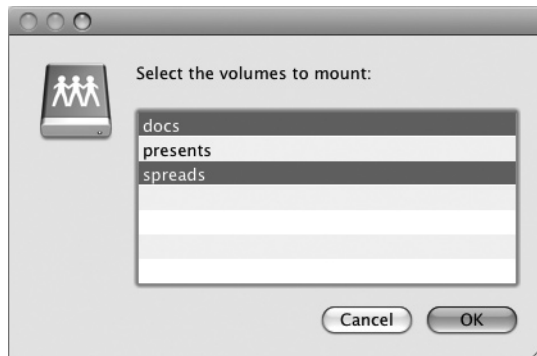 Select the volumes to mount:
docs
presents
spreads
Cancel OK